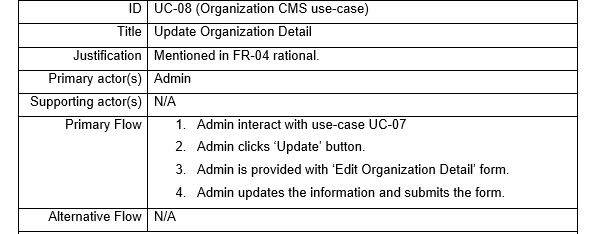 ID UC-08 (Organization CMS use-case)
Title Update Organization Detail
Justification Mentioned in FR-04 rational.
Primary actor(s) Admin
Supporting actor(s) N/A
Primary Flow 1. Admin interact with use-case UC-07
2. Admin clicks ‘Update’ button.
3. Admin is provided with ‘Edit Organization Detail’ form.
4. Admin updates the information and submits the form.
Alternative Flow N/A